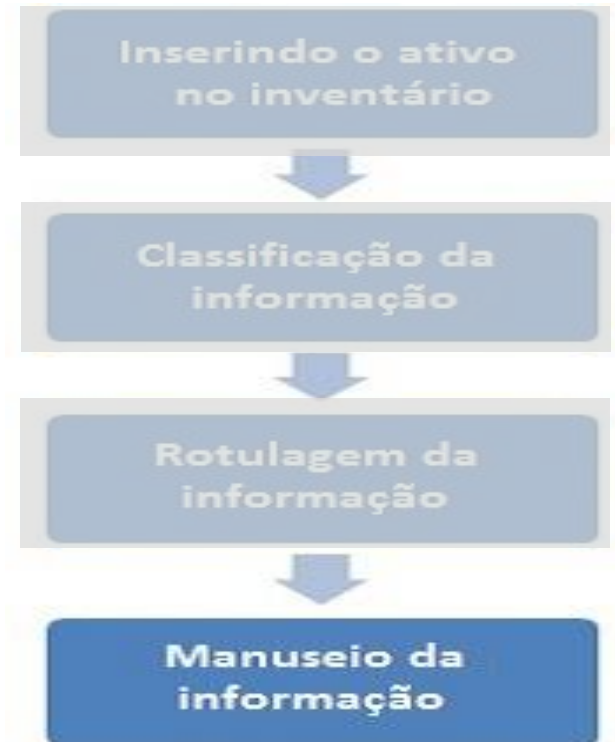 Inserindo o ativo
no inventário
Classificação da
informação
Rotulagem da
informação
Manuseio da
informação